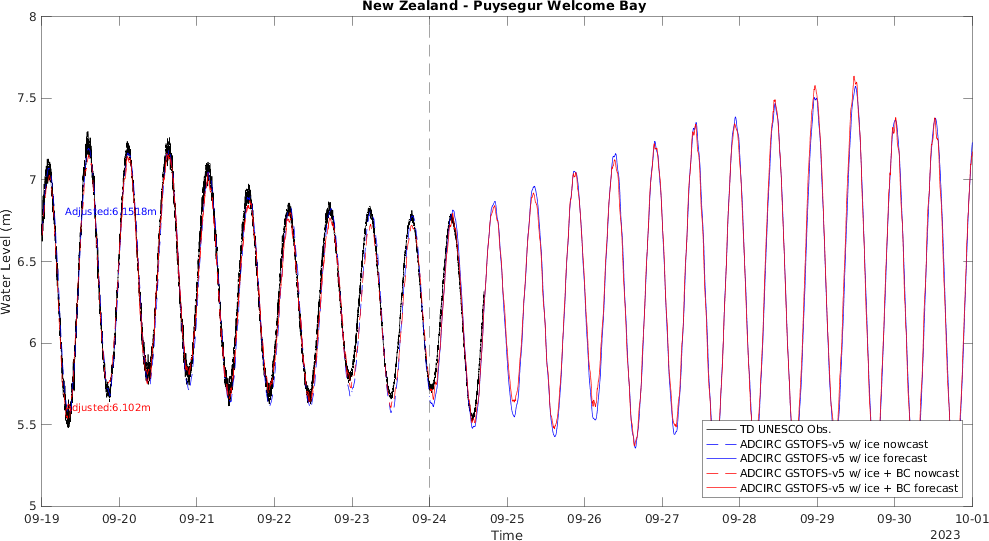 New Zealand - Puysegur Welcome Bay
8
7.5
7
6.5
6
5.5
5
Water Level (m)
Adjusted:6.1518m
Adjusted:6.102m
TD UNESCO Obs.
ADCIRC GSTOFS-v5 w/ ice nowcast
ADCIRC GSTOFS-v5 w/ ice forecast
ADCIRC GSTOFS-v5 w/ ice + BC nowcast
ADCIRC GSTOFS-v5 w/ ice + BC forecast
09-19 09-20 09-21 09-22 09-23 09-24 09-25 09-26 09-27 09-28 09-29 09-30 10-01
Time
2023